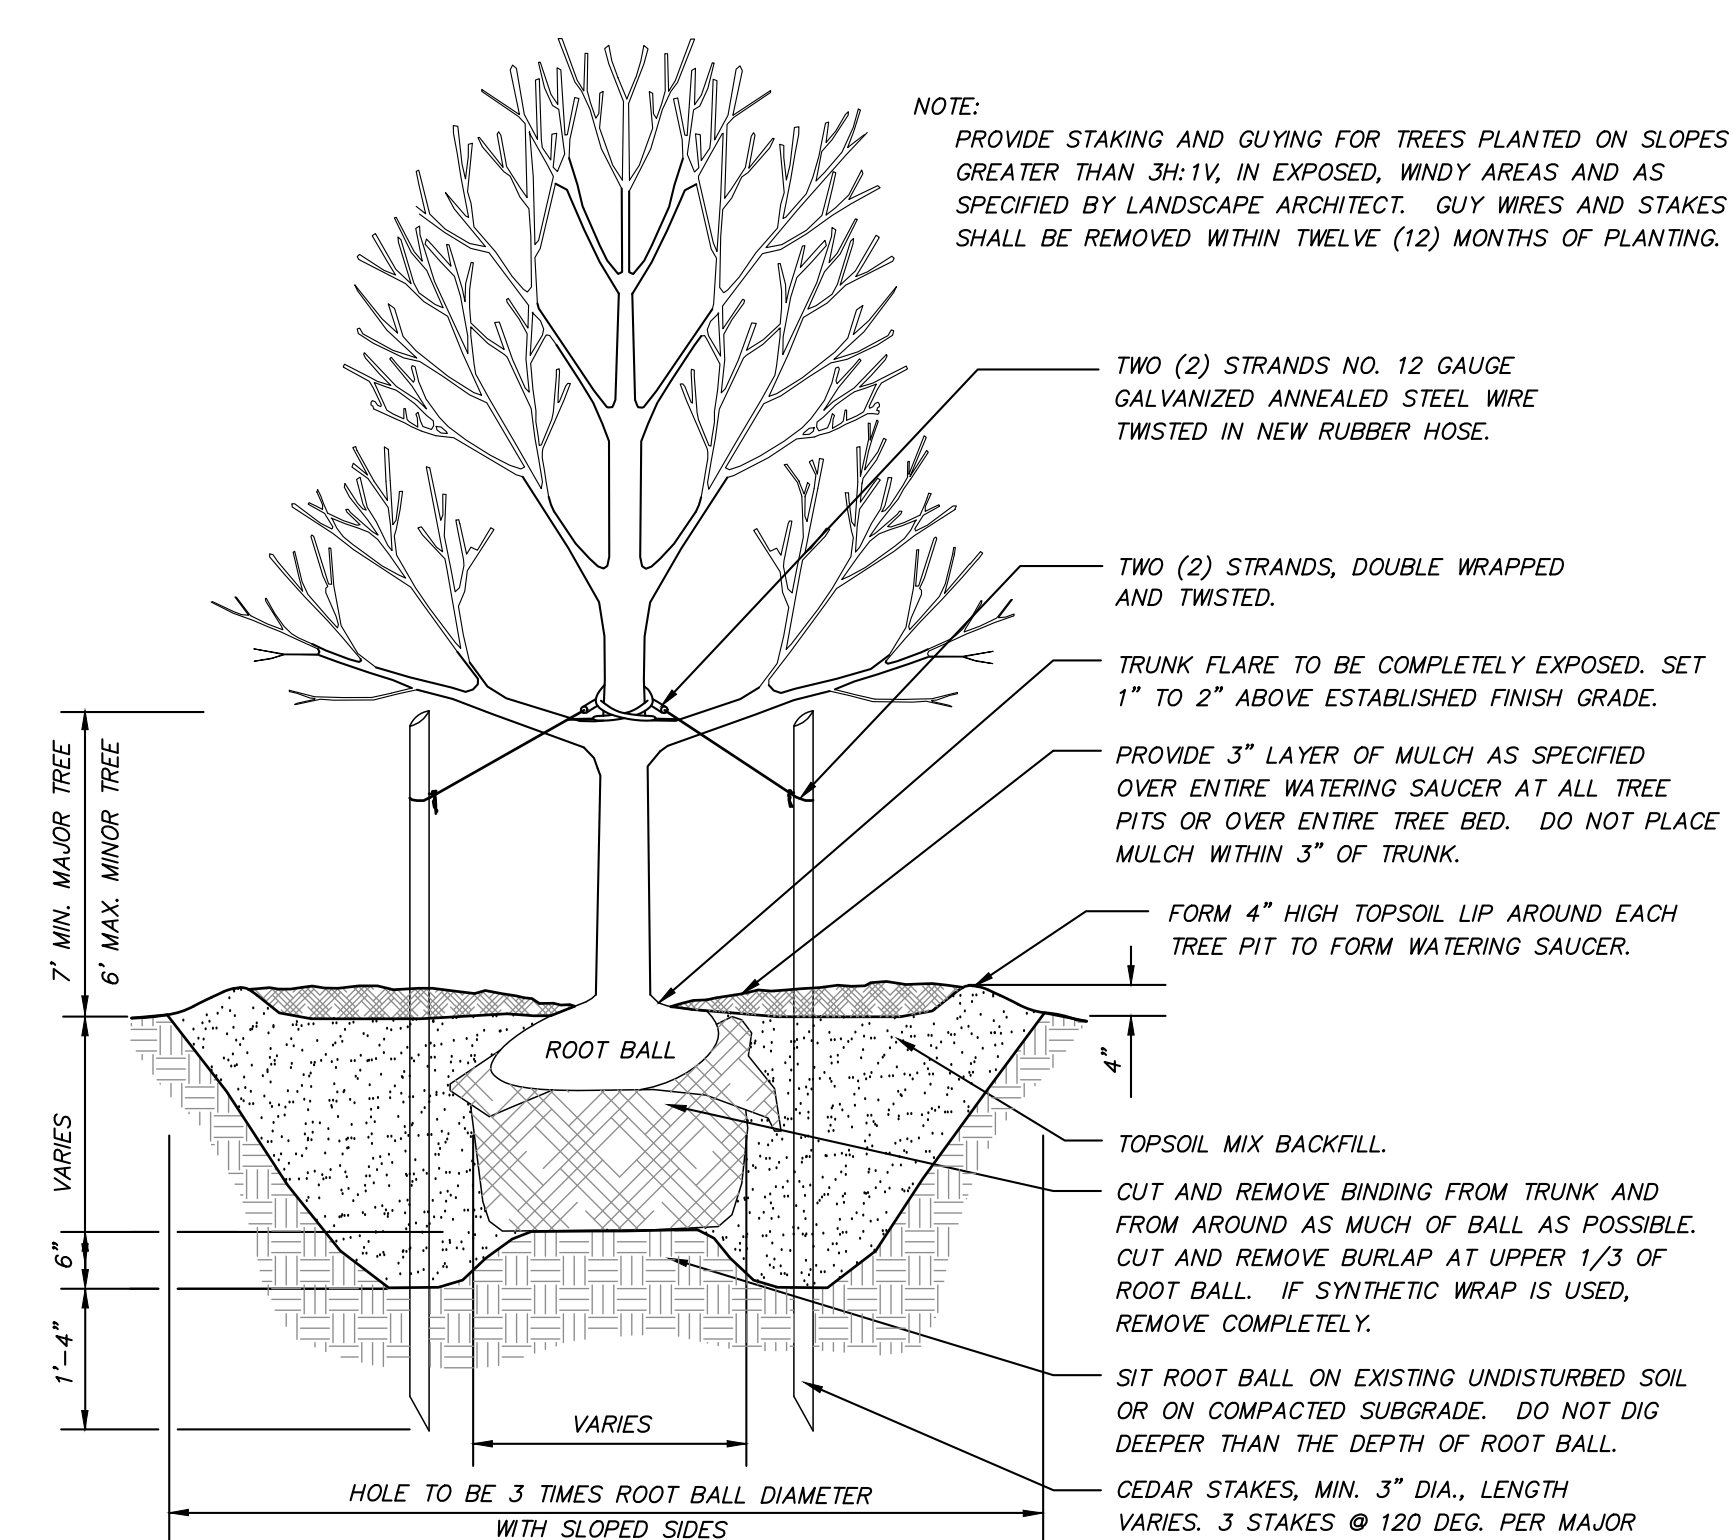 NOTE:
PROVIDE STAKING AND GUYING FOR TREES PLANTED ON SLOPES
GREATER THAN 3H:1V, IN EXPOSED, WINDY AREAS AND AS
SPECIFIED BY LANDSCAPE ARCHITECT. GUY WIRES AND STAKES
SHALL BE REMOVED WITHIN TWELVE (12) MONTHS OF PLANTING.
TWO (2) STRANDS NO. 12 GAUGE
GALVANIZED ANNEALED STEEL WIRE
TWISTED IN NEW RUBBER HOSE.
TWO (2) STRANDS, DOUBLE WRAPPED
AND TWISTED.
TRUNK FLARE TO BE COMPLETELY EXPOSED. SET
1" TO 2" ABOVE ESTABLISHED FINISH GRADE.
PROVIDE 3" LAYER OF MULCH AS SPECIFIED
OVER ENTIRE WATERING SAUCER AT ALL TREE
PITS OR OVER ENTIRE TREE BED. DO NOT PLACE
MULCH WITHIN 3" OF TRUNK.
FORM 4" HIGH TOPSOIL LIP AROUND EACH
TREE PIT TO FORM WATERING SAUCER.
4"
TOPSOIL MIX BACKFILL.
CUT AND REMOVE BINDING FROM TRUNK AND
FROM AROUND AS MUCH OF BALL AS POSSIBLE.
CUT AND REMOVE BURLAP AT UPPER 1/3 OF
ROOT BALL. IF SYNTHETIC WRAP IS USED,
REMOVE COMPLETELY.
SIT ROOT BALL ON EXISTING UNDISTURBED SOIL
OR ON COMPACTED SUBGRADE. DO NOT DIG
DEEPER THAN THE DEPTH OF ROOT BALL.
CEDAR STAKES, MIN. 3" DIA., LENGTH
VARIES. 3 STAKES @ 120 DEG. PER MAJOR
7' MIN. MAJOR TREE
6' MAX. MINOR TREE
VARIES
6"
1'-4"
ROOT BALL
VARIES
HOLE TO BE 3 TIMES ROOT BALL DIAMETER
WITH SLOPED SIDES